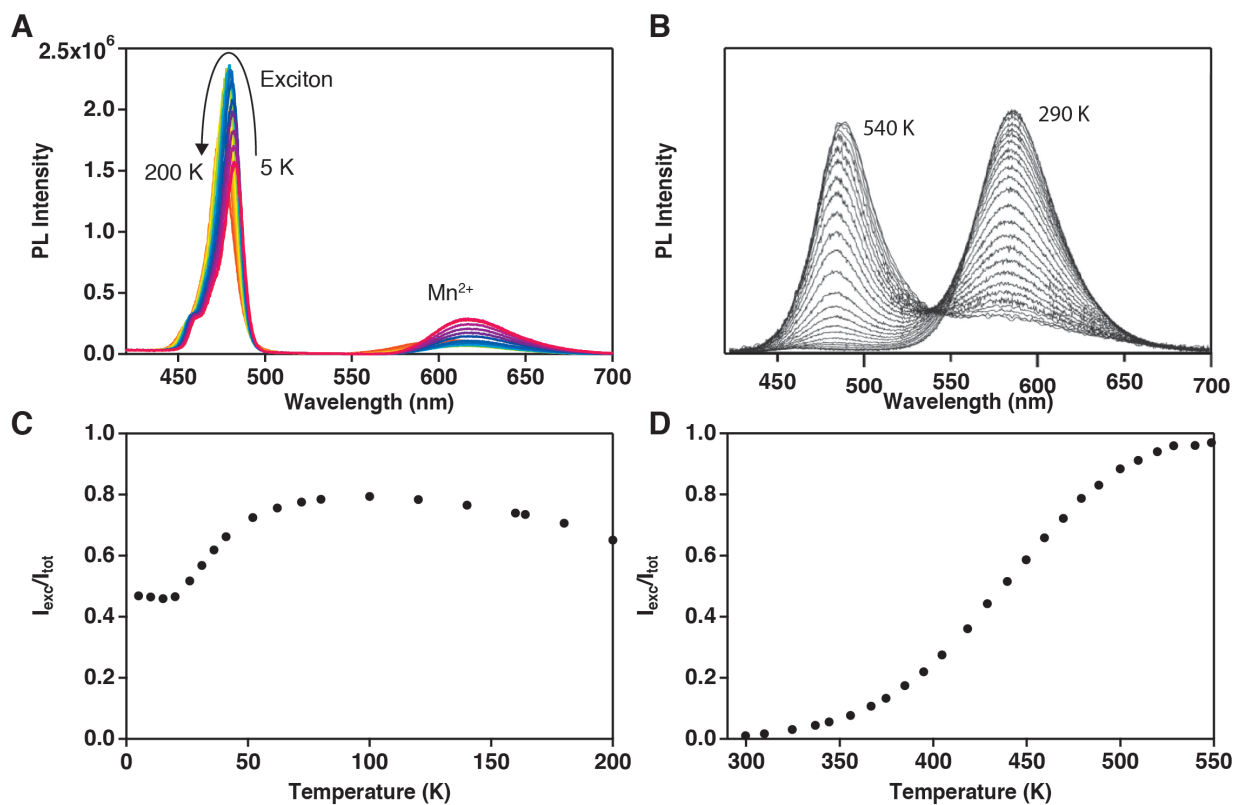 A
2.5x10⁶
2.0
1.5
1.0
0.5
0.0
PL Intensity
Exciton
200 K
5 K
Mn²⁺
450
500
550
600
650
700
Wavelength (nm)
B
PL Intensity
540 K
290 K
450
500
550
600
650
700
Wavelength (nm)
C
1.0
0.8
0.6
0.4
0.2
0.0
Iexc/Itot
0
50
100
150
200
Temperature (K)
D
1.0
0.8
0.6
0.4
0.2
0.0
Iexc/Itot
300
350
400
450
500
550
Temperature (K)